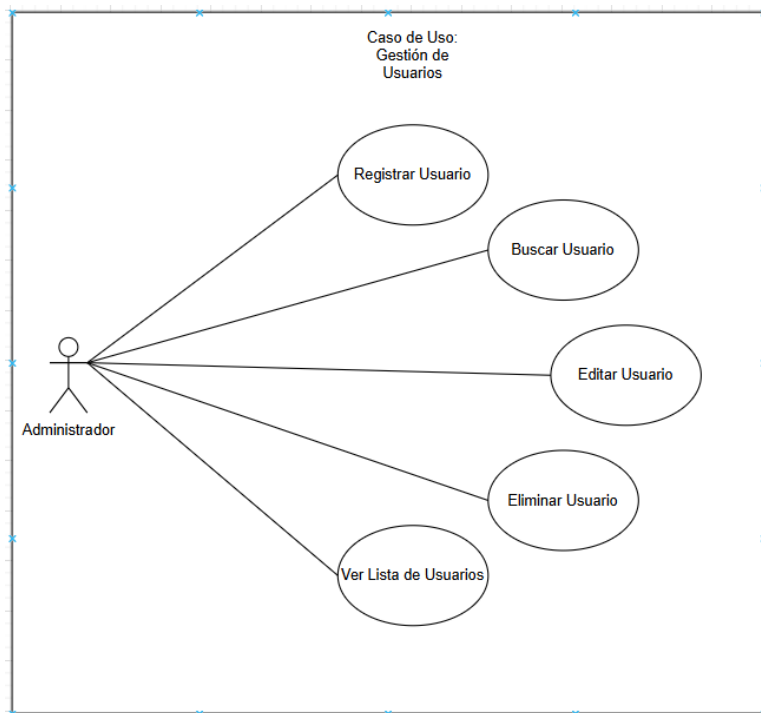 Caso de Uso:
Gestión de
Usuarios
Registrar Usuario
Buscar Usuario
Editar Usuario
Administrador
Eliminar Usuario
Ver Lista de Usuarios